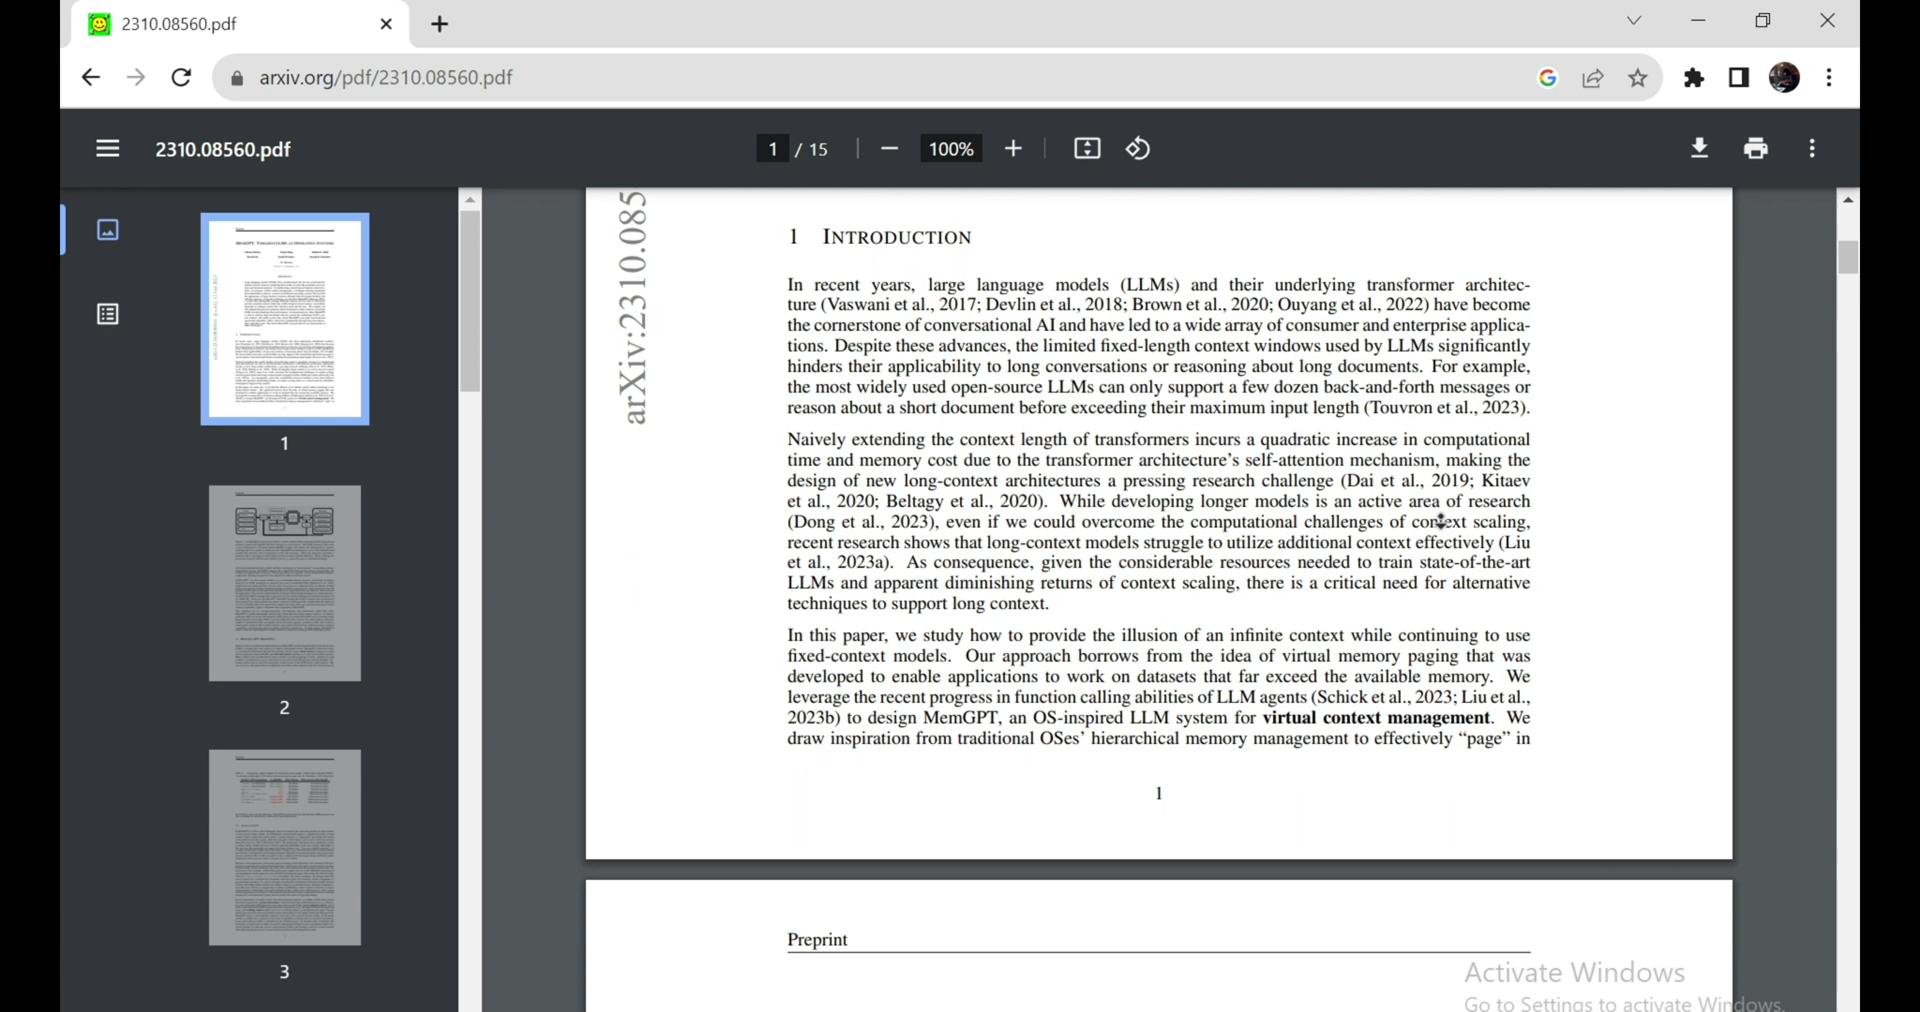 2310.08560.pdf
arxiv.org/pdf/2310.08560.pdf
2310.08560.pdf
1 / 15
100%
1
2
3
arXiv:2310.085
1 INTRODUCTION
In recent years, large language models (LLMs) and their underlying transformer architec-
ture (Vaswani et al., 2017; Devlin et al., 2018; Brown et al., 2020; Ouyang et al., 2022) have become
the cornerstone of conversational AI and have led to a wide array of consumer and enterprise applica-
tions. Despite these advances, the limited fixed-length context windows used by LLMs significantly
hinders their applicability to long conversations or reasoning about long documents. For example,
the most widely used open-source LLMs can only support a few dozen back-and-forth messages or
reason about a short document before exceeding their maximum input length (Touvron et al., 2023).
Naively extending the context length of transformers incurs a quadratic increase in computational
time and memory cost due to the transformer architecture's self-attention mechanism, making the
design of new long-context architectures a pressing research challenge (Dai et al., 2019; Kitaev
et al., 2020; Beltagy et al., 2020). While developing longer models is an active area of research
(Dong et al., 2023), even if we could overcome the computational challenges of context scaling,
recent research shows that long-context models struggle to utilize additional context effectively (Liu
et al., 2023a). As consequence, given the considerable resources needed to train state-of-the-art
LLMs and apparent diminishing returns of context scaling, there is a critical need for alternative
techniques to support long context.
In this paper, we study how to provide the illusion of an infinite context while continuing to use
fixed-context models. Our approach borrows from the idea of virtual memory paging that was
developed to enable applications to work on datasets that far exceed the available memory. We
leverage the recent progress in function calling abilities of LLM agents (Schick et al., 2023; Liu et al.,
2023b) to design MemGPT, an OS-inspired LLM system for virtual context management. We
draw inspiration from traditional OSes' hierarchical memory management to effectively “page” in
1
Preprint
Activate Windows
Go to Settings to activate Windows.